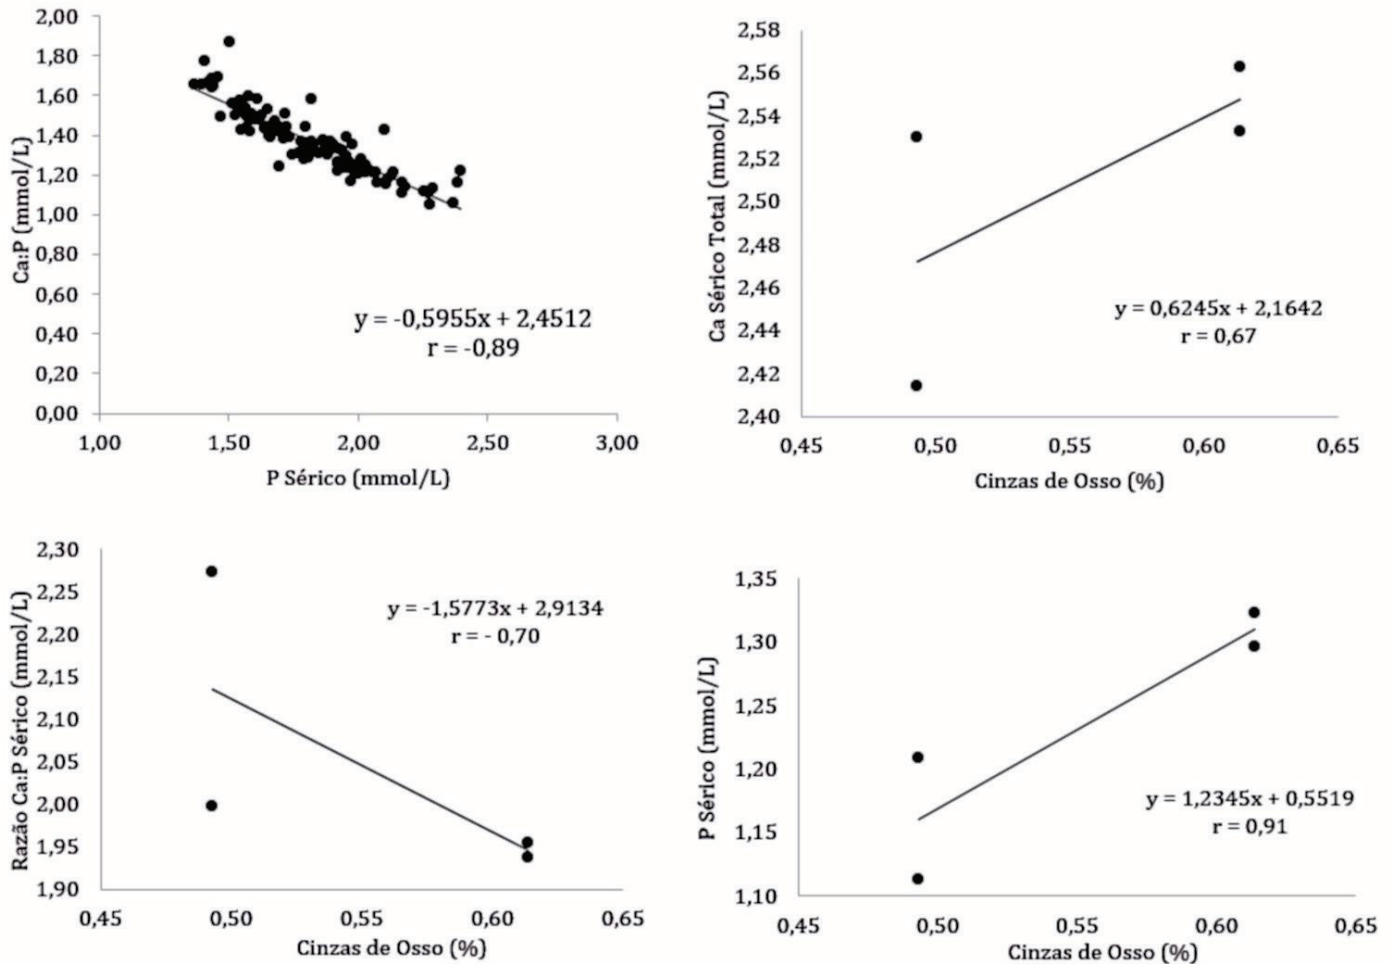 2,00
1,80
1,60
1,40
1,20
1,00
0,80
0,60
0,40
0,20
0,00
Ca:P (mmol/L)
y = -0,5955x + 2,4512
r = -0,89
1,00 1,50 2,00 2,50 3,00
P Sérico (mmol/L)
2,58
2,56
2,54
2,52
2,50
2,48
2,46
2,44
2,42
2,40
Ca Sérico Total (mmol/L)
y = 0,6245x + 2,1642
r = 0,67
0,45 0,50 0,55 0,60 0,65
Cinzas de Osso (%)
2,30
2,25
2,20
2,15
2,10
2,05
2,00
1,95
1,90
Razão Ca:P Sérico (mmol/L)
y = -1,5773x + 2,9134
r = - 0,70
0,45 0,50 0,55 0,60 0,65
Cinzas de Osso (%)
1,35
1,30
1,25
1,20
1,15
1,10
P Sérico (mmol/L)
y = 1,2345x + 0,5519
r = 0,91
0,45 0,50 0,55 0,60 0,65
Cinzas de Osso (%)